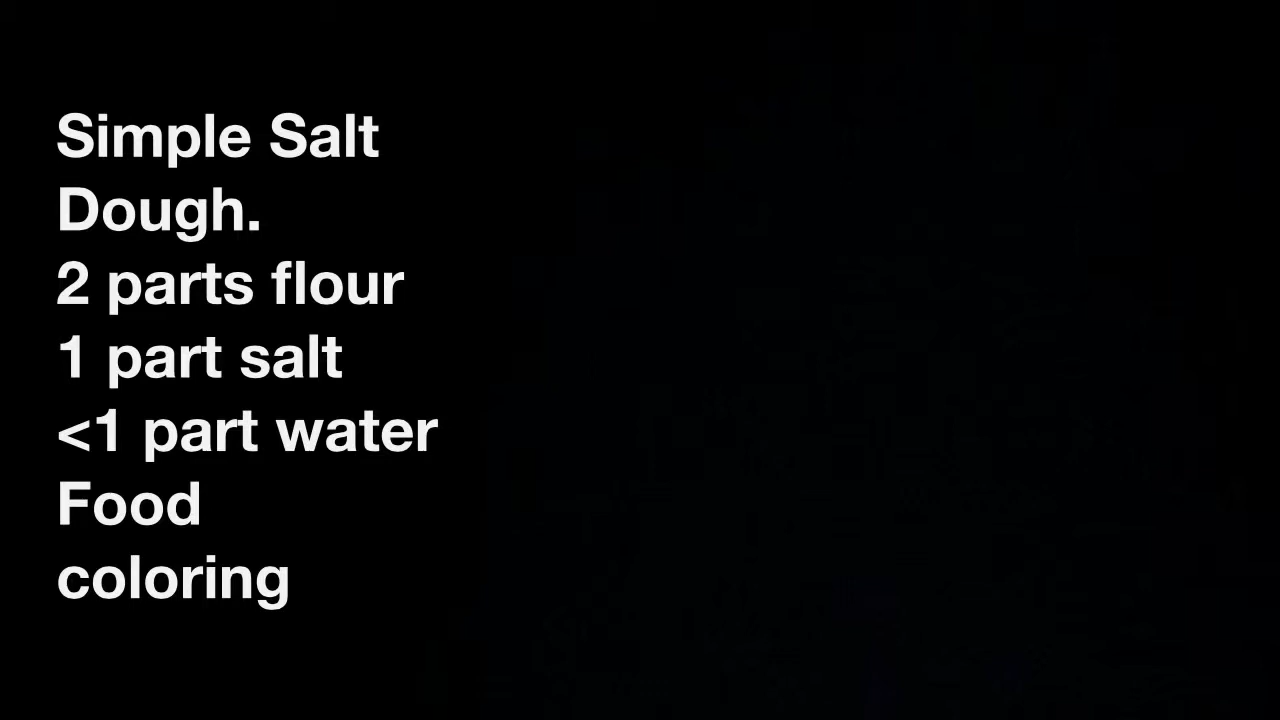 Simple Salt
Dough.
2 parts flour
1 part salt
<1 part water
Food
coloring